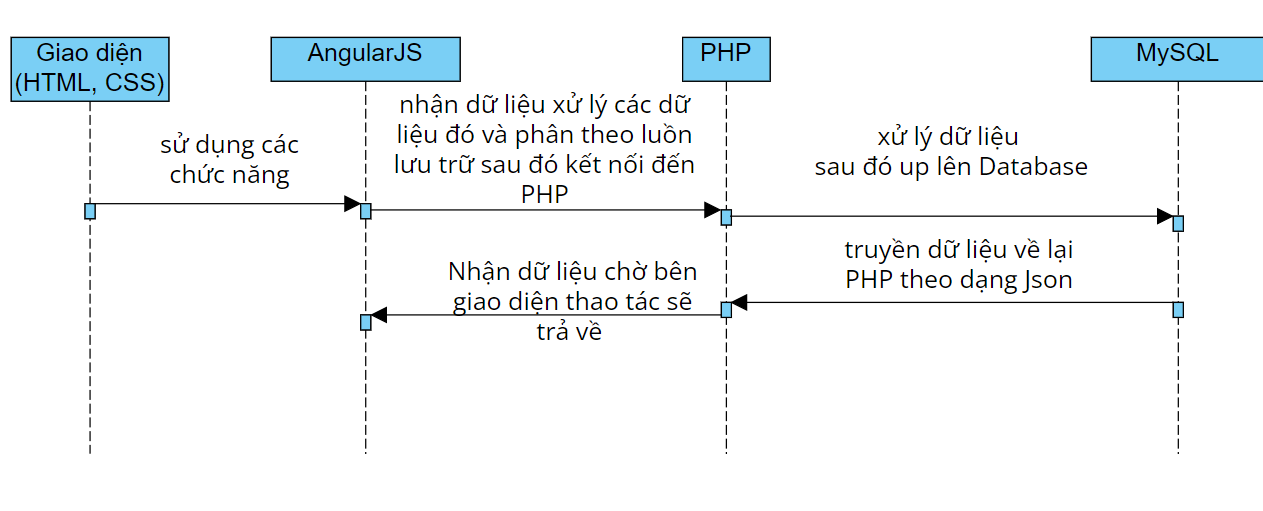 Giao diện
(HTML, CSS)
AngularJS
PHP
MySQL
sử dụng các
chức năng
nhận dữ liệu xử lý các dữ
liệu đó và phân theo luồn
lưu trữ sau đó kết nối đến
PHP
xử lý dữ liệu
sau đó up lên Database
truyền dữ liệu về lại
PHP theo dạng Json
Nhận dữ liệu chờ bên
giao diện thao tác sẽ
trả về